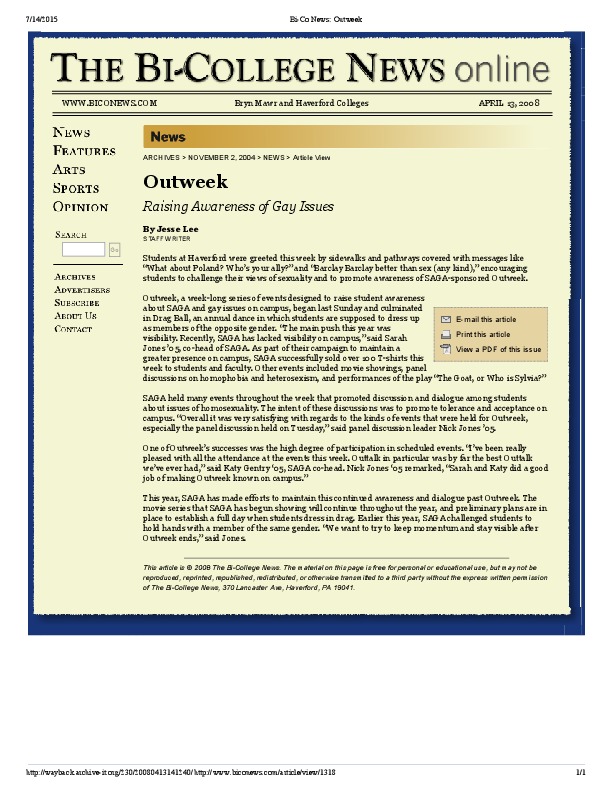 7/14/2015
Bi-Co News: Outweek
THE BI-COLLEGE NEWS online
WWW.BICONEWS.COM
Bryn Mawr and Haverford Colleges
APRIL 13, 2008
NEWS
FEATURES
ARTS
SPORTS
OPINION
SEARCH
Go
ARCHIVES
ADVERTISERS
SUBSCRIBE
ABOUT US
CONTACT
News
ARCHIVES > NOVEMBER 2, 2004 > NEWS > Article View
Outweek
Raising Awareness of Gay Issues
By Jesse Lee
STAFF WRITER
Students at Haverford were greeted this week by sidewalks and pathways covered with messages like
"What about Poland? Who's your ally?" and "Barclay Barclay better than sex (any kind)," encouraging
students to challenge their views of sexuality and to promote awareness of SAGA-sponsored Outweek.
Outweek, a week-long series of events designed to raise student awareness
about SAGA and gay issues on campus, began last Sunday and culminated
in Drag Ball, an annual dance in which students are supposed to dress up
as members of the opposite gender. "The main push this year was
visibility. Recently, SAGA has lacked visibility on campus," said Sarah
Jones '05, co-head of SAGA. As part of their campaign to maintain a
greater presence on campus, SAGA successfully sold over 100 T-shirts this
week to students and faculty. Other events included movie showings, panel
discussions on homophobia and heterosexism, and performances of the play "The Goat, or Who is Sylvia?"
E-mail this article
Print this article
View a PDF of this issue
SAGA held many events throughout the week that promoted discussion and dialogue among students
about issues of homosexuality. The intent of these discussions was to promote tolerance and acceptance on
campus. "Overall it was very satisfying with regards to the kinds of events that were held for Outweek,
especially the panel discussion held on Tuesday," said panel discussion leader Nick Jones '05.
One of Outweek's successes was the high degree of participation in scheduled events. "I've been really
pleased with all the attendance at the events this week. Outtalk in particular was by far the best Outtalk
we've ever had," said Katy Gentry '05, SAGA co-head. Nick Jones '05 remarked, "Sarah and Katy did a good
job of making Outweek known on campus."
This year, SAGA has made efforts to maintain this continued awareness and dialogue past Outweek. The
movie series that SAGA has begun showing will continue throughout the year, and preliminary plans are in
place to establish a full day when students dress in drag. Earlier this year, SAGA challenged students to
hold hands with a member of the same gender. "We want to try to keep momentum and stay visible after
Outweek ends," said Jones.
This article is © 2008 The Bi-College News. The material on this page is free for personal or educational use, but may not be
reproduced, reprinted, republished, redistributed, or otherwise transmitted to a third party without the express written permission
of The Bi-College News, 370 Lancaster Ave, Haverford, PA 19041.
http://wayback.archive-it.org/230/20080413141240/http://www.biconews.com/article/view/1318
1/1